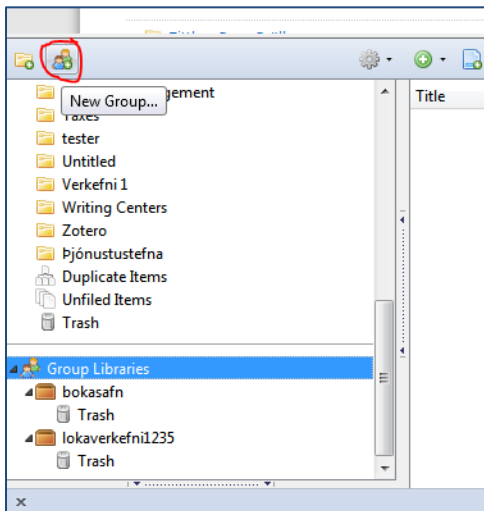 New Group...
gement
Title
Taxes
tester
Untitled
Verkefni 1
Writing Centers
Zotero
Þjónustustefna
Duplicate Items
Unfiled Items
Trash
Group Libraries
bokasafn
Trash
lokaverkefni1235
Trash